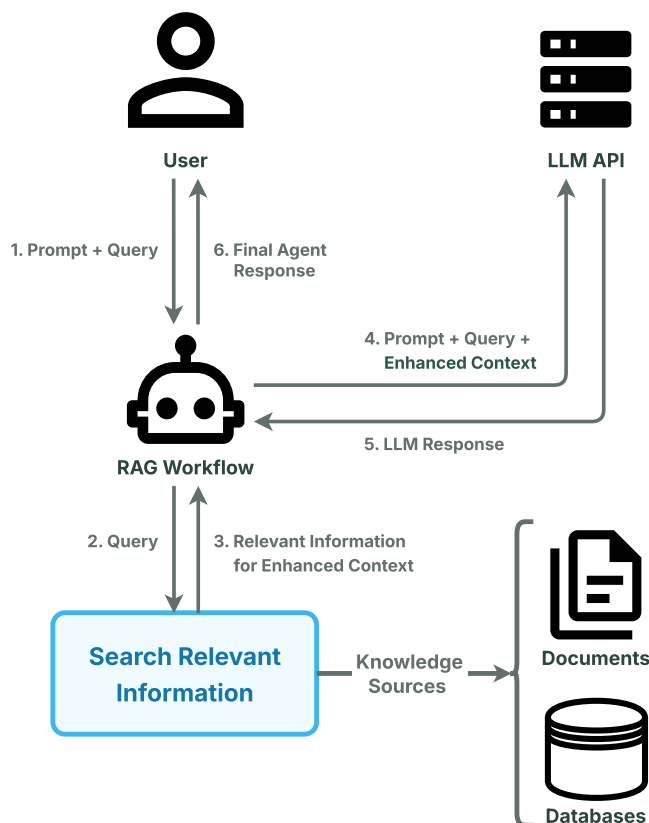 User
LLM API
1. Prompt + Query
6. Final Agent
Response
4. Prompt + Query +
Enhanced Context
5. LLM Response
RAG Workflow
2. Query
3. Relevant Information
for Enhanced Context
Search Relevant
Information
Knowledge
Sources
Documents
Databases